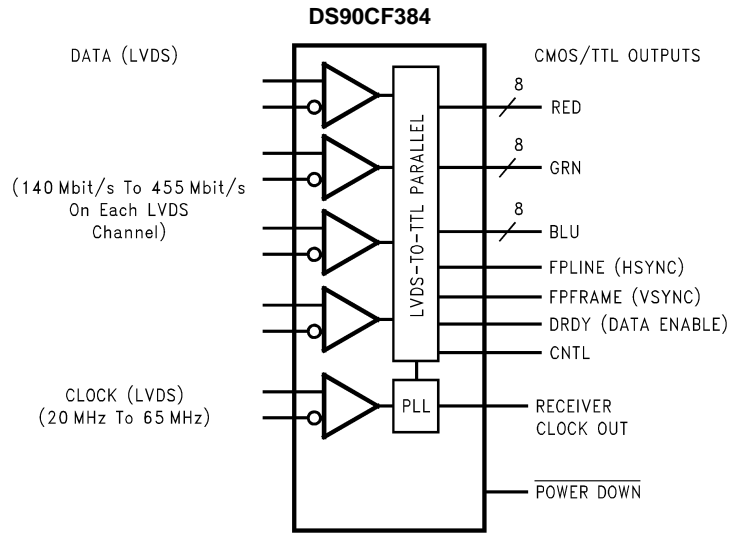 DS90CF384
DATA (LVDS)
CMOS/TTL OUTPUTS
8
RED
8
GRN
(140 Mbit/s To 455 Mbit/s
On Each LVDS
Channel)
8
BLU
LVDS-TO-TTL PARALLEL
FPLINE (HSYNC)
FPFRAME (VSYNC)
DRDY (DATA ENABLE)
CNTL
CLOCK (LVDS)
(20 MHz To 65 MHz)
PLL
RECEIVER
CLOCK OUT
POWER DOWN